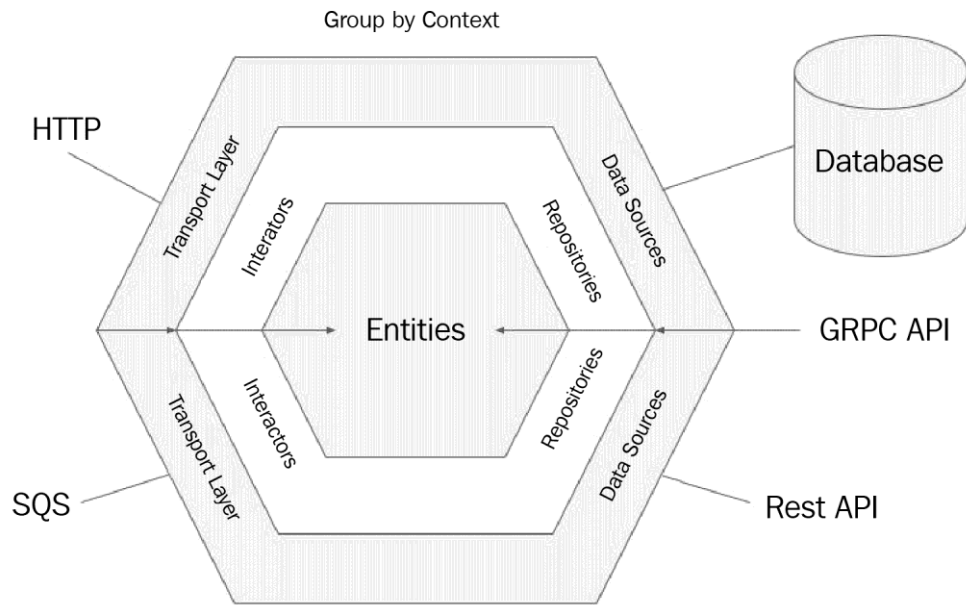 Group by Context
HTTP
Transport Layer
Interators
Repositories
Data Sources
Database
Entities
GRPC API
Transport Layer
Interactors
Repositories
Data Sources
SQS
Rest API